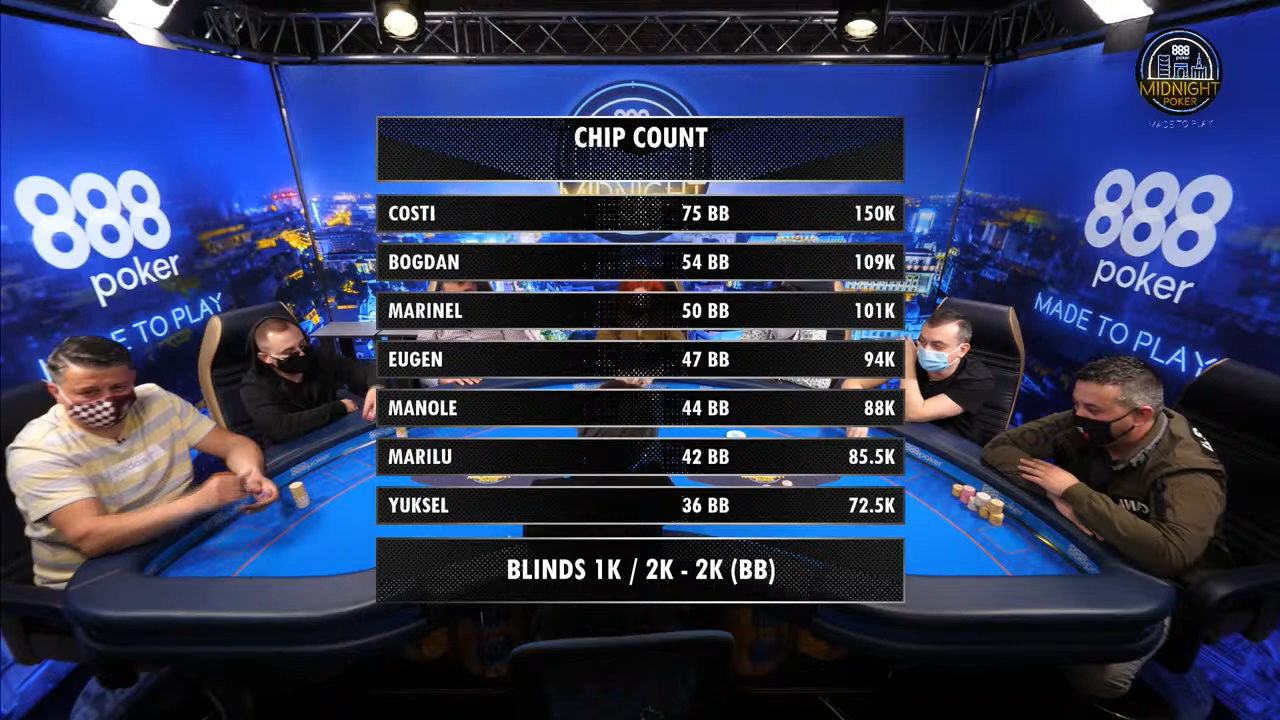 888
poker
MIDNIGHT
POKER
MADE TO PLAY
CHIP COUNT
MIDNIGHT
COSTI 75 BB 150K
BOGDAN 54 BB 109K
MARINEL 50 BB 101K
EUGEN 47 BB 94K
MANOLE 44 BB 88K
MARILU 42 BB 85.5K
YUKSEL 36 BB 72.5K
BLINDS 1K / 2K - 2K (BB)
888
poker
MADE TO PLAY
888
poker
MADE TO PLAY